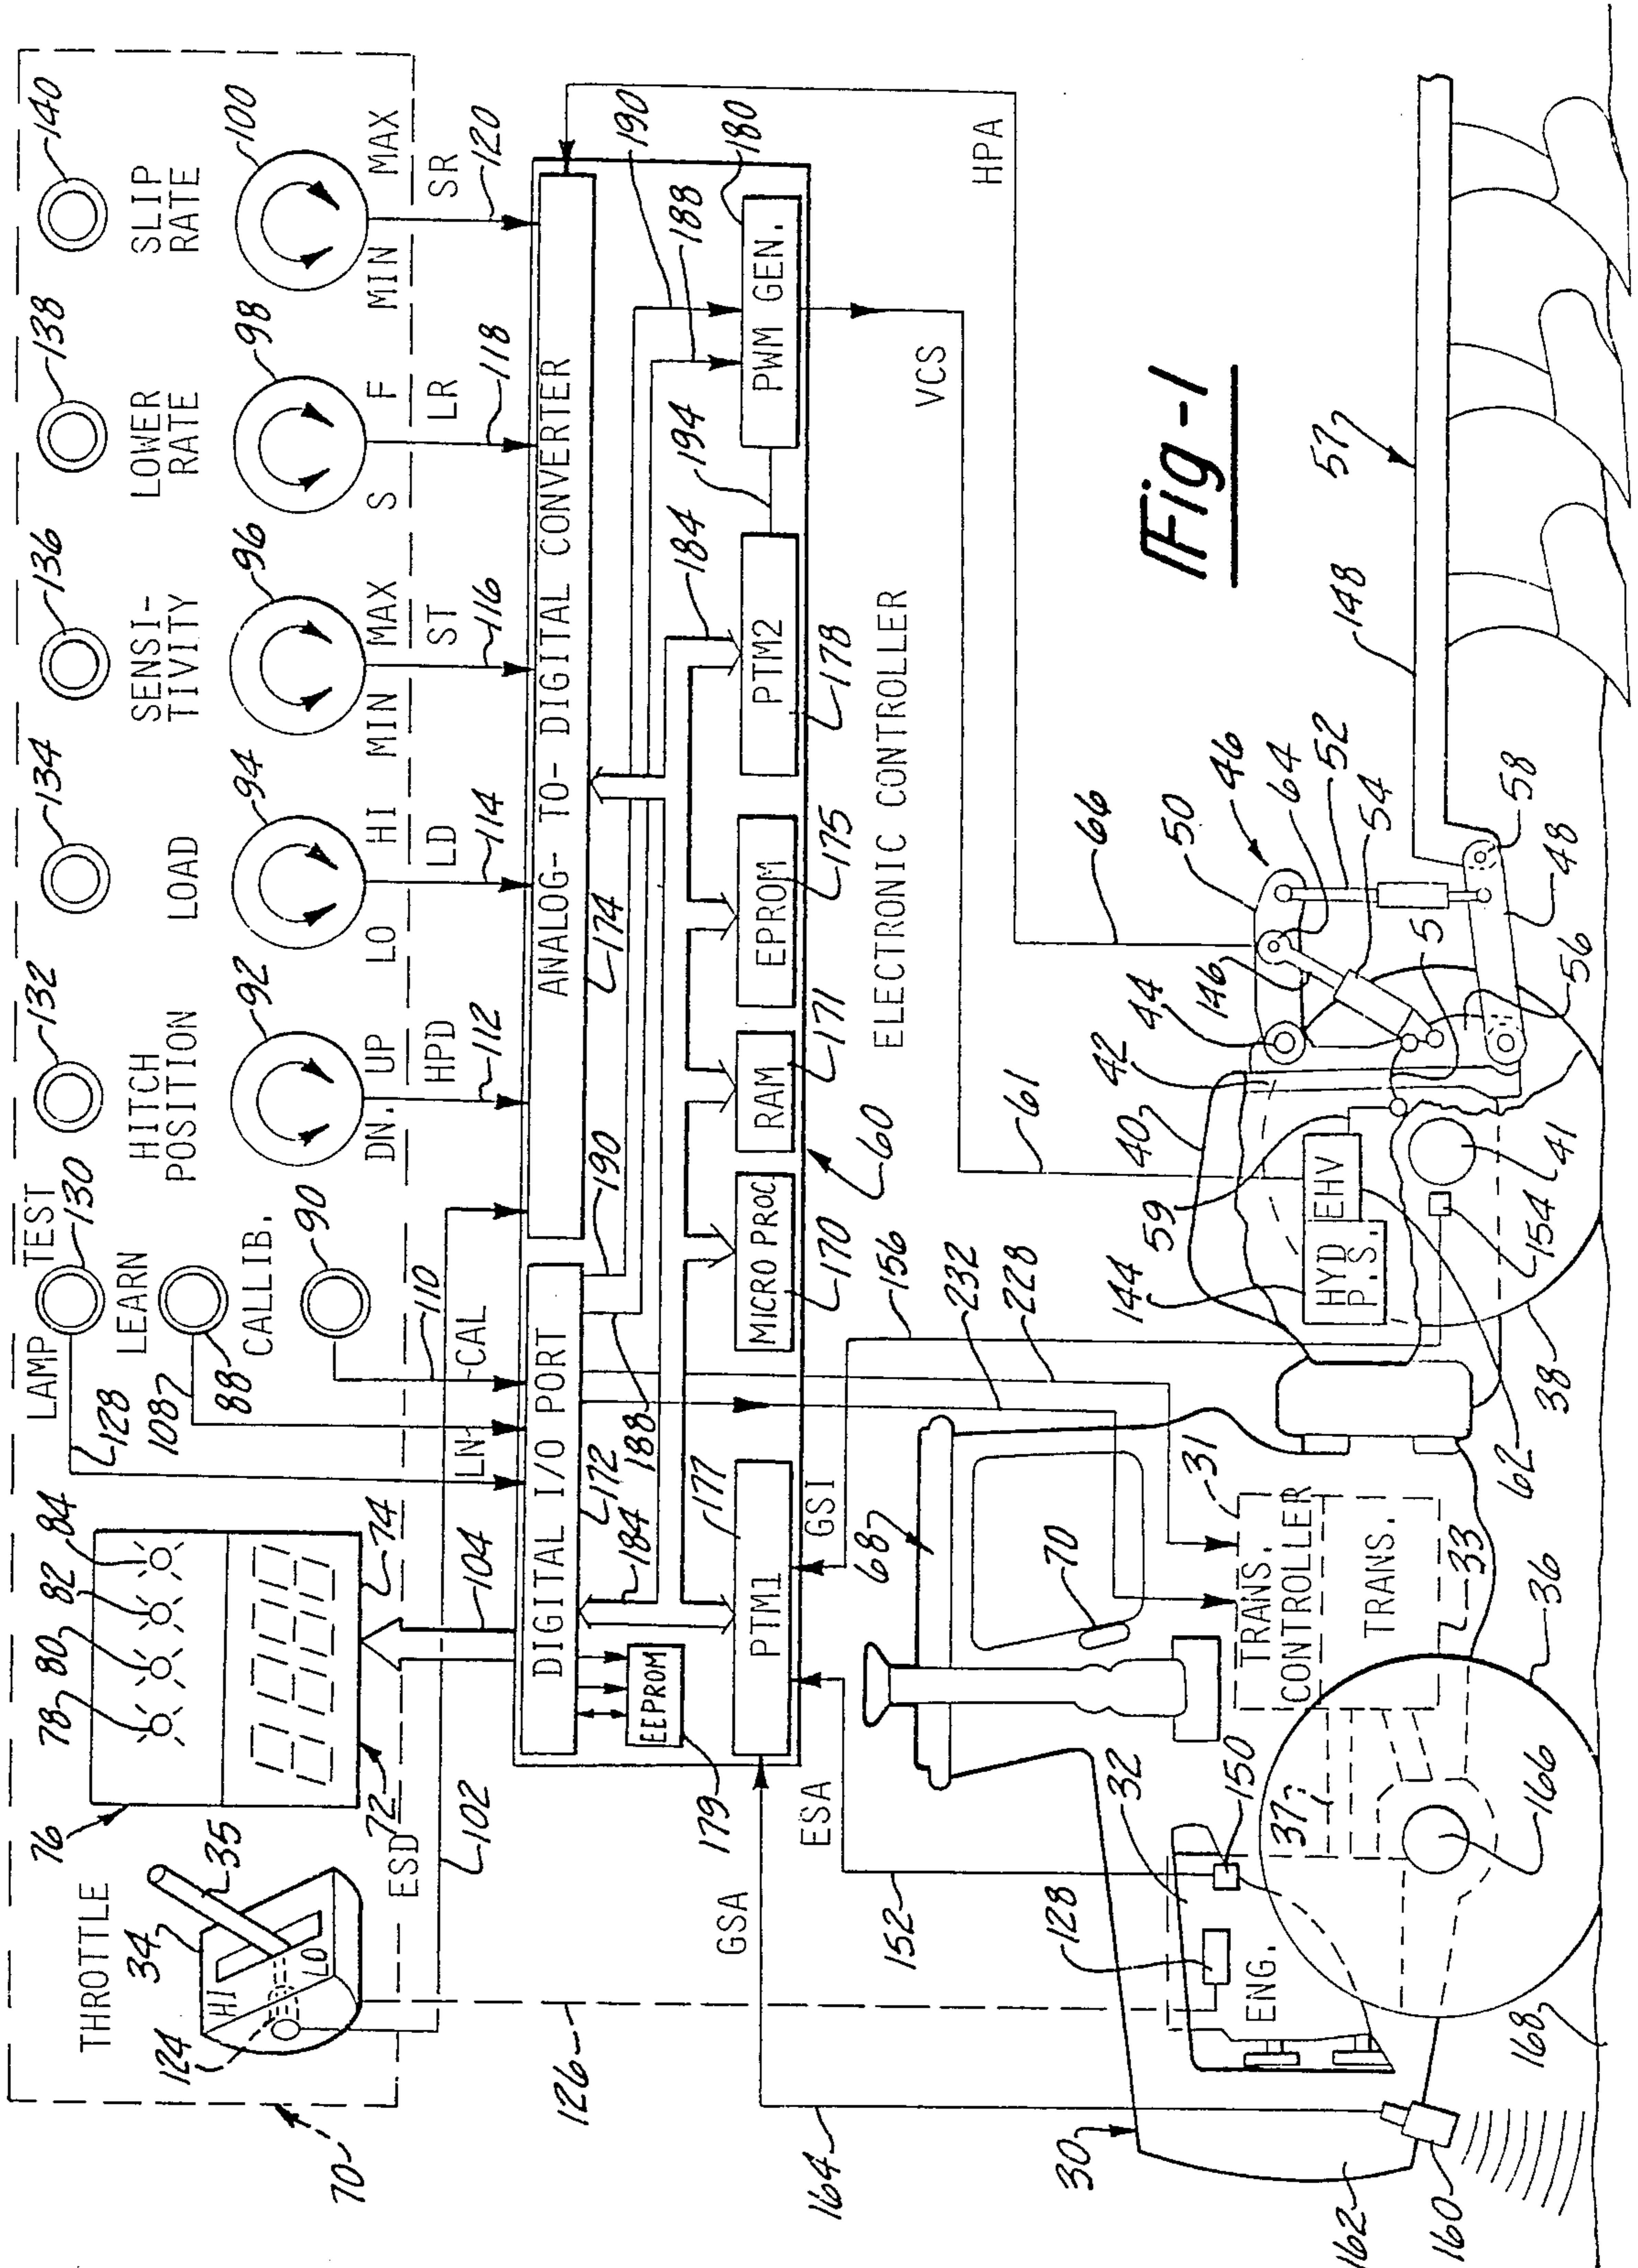 THROTTLE
HI
LO
34
35
124
70
76
78
80
82
84
72
74
LAMP TEST
130
128
LEARN
108
88
CALLIB.
90
110
HITCH
POSITION
132
92
DN. UP
HPD
112
LOAD
134
94
LO HI
LD
114
SENSI-
TIVITY
136
96
MIN MAX
ST
116
LOWER
RATE
138
98
S F
LR
118
SLIP
RATE
140
100
MIN MAX
SR
120
ESD
102
104
LN
CAL
126
DIGITAL I/O PORT
172
ANALOG-TO-DIGITAL CONVERTER
174
190
188
184
EEPROM
179
PTM1
177
MICRO PROC
170
RAM
171
EPROM
175
PTM2
178
184
194
PWM GEN.
180
188
190
60
ELECTRONIC CONTROLLER
GSA
164
ESA
152
GSI
156
232
228
VCS
61
HPA
66
Fig-1
30
162
160
168
128
ENG.
32
150
37
166
36
33
68
70
31
TRANS.
CONTROLLER
TRANS.
144
HYD
P.S.
EHV
59
62
38
154
41
40
42
44
146
50
46
64
52
54
5
56
48
58
148
57